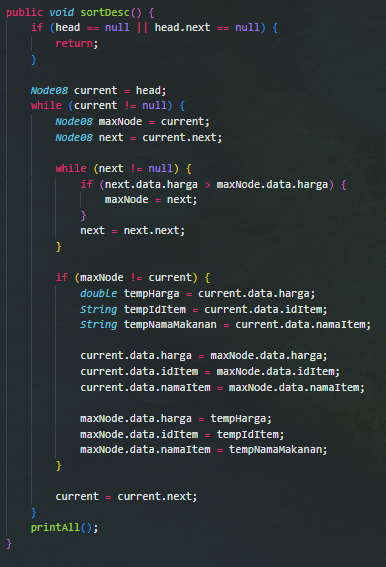 public void sortDesc() {
    if (head == null || head.next == null) {
        return;
    }

    Node08 current = head;
    while (current != null) {
        Node08 maxNode = current;
        Node08 next = current.next;

        while (next != null) {
            if (next.data.harga > maxNode.data.harga) {
                maxNode = next;
            }
            next = next.next;
        }

        if (maxNode != current) {
            double tempHarga = current.data.harga;
            String tempIdItem = current.data.idItem;
            String tempNamaMakanan = current.data.namaItem;

            current.data.harga = maxNode.data.harga;
            current.data.idItem = maxNode.data.idItem;
            current.data.namaItem = maxNode.data.namaItem;

            maxNode.data.harga = tempHarga;
            maxNode.data.idItem = tempIdItem;
            maxNode.data.namaItem = tempNamaMakanan;
        }

        current = current.next;
    }
    printAll();
}